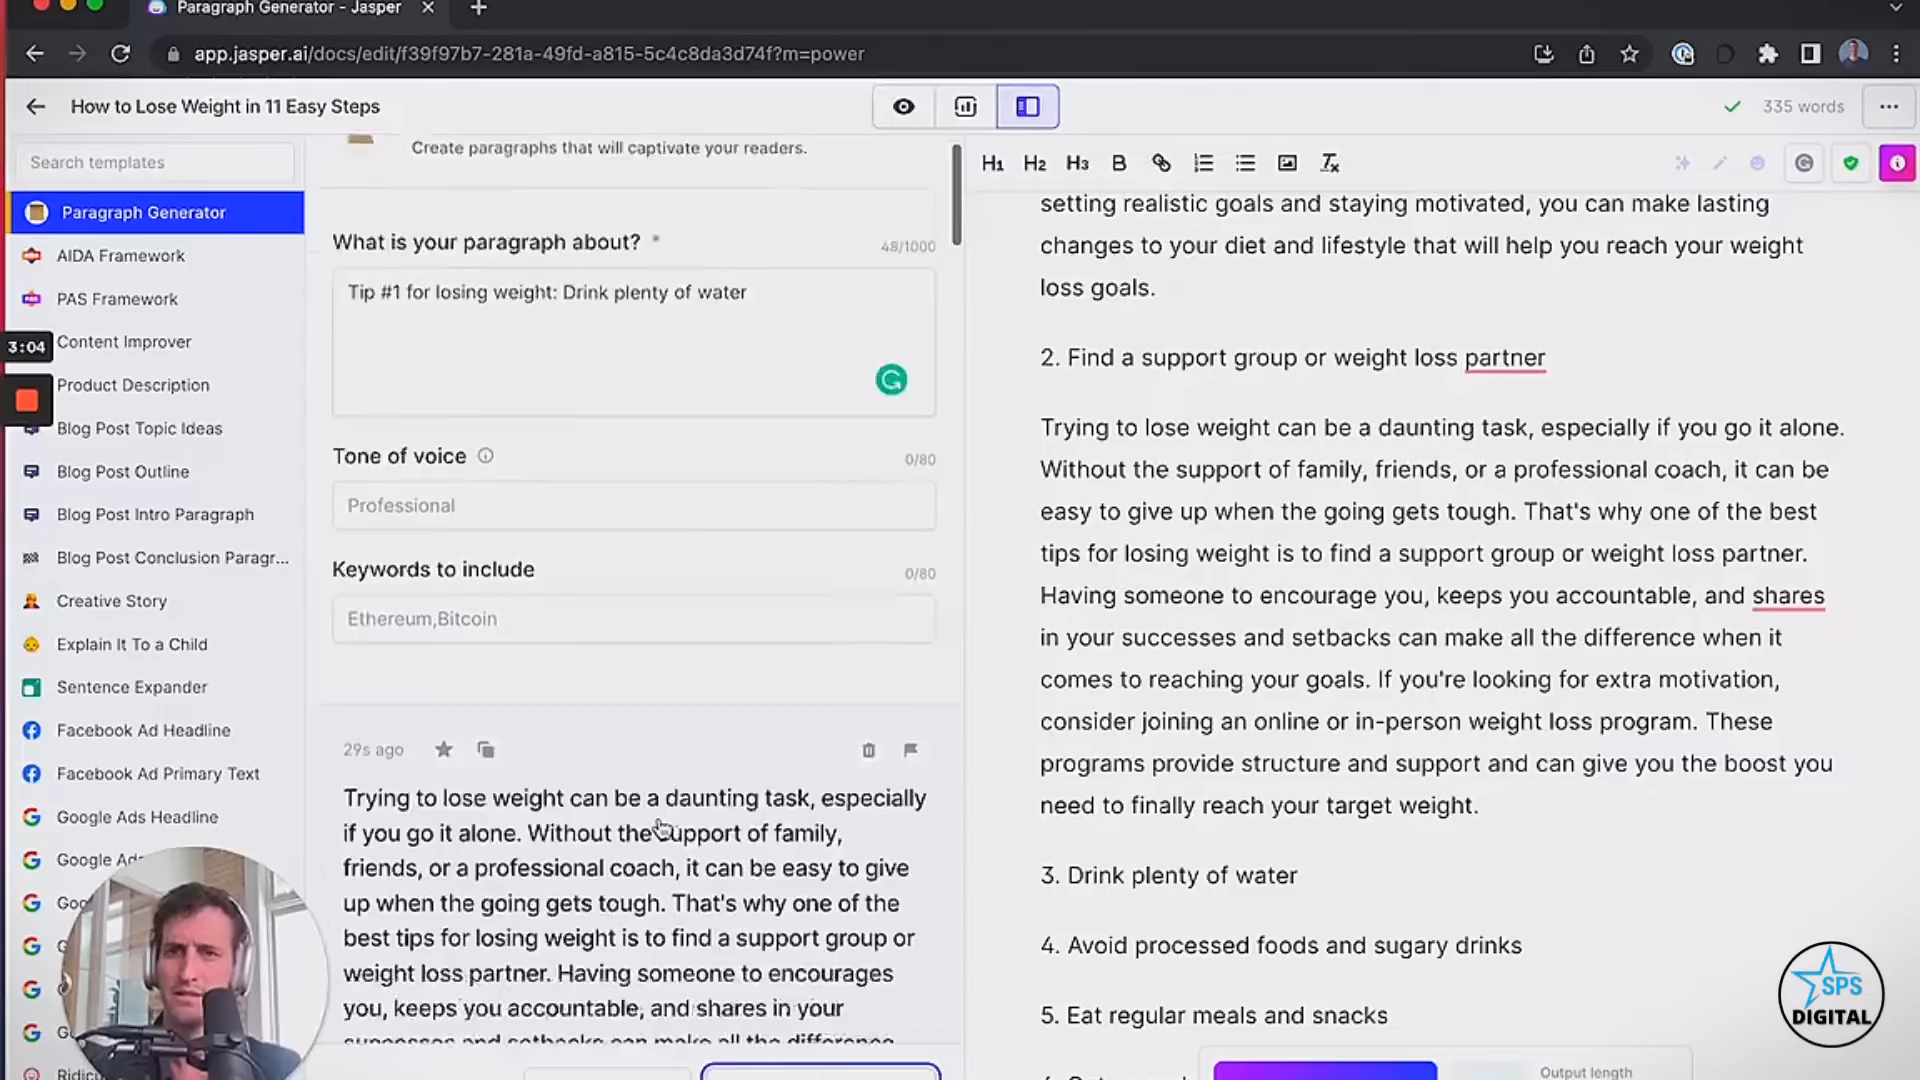 Paragraph Generator - Jasper
app.jasper.ai/docs/edit/f39f97b7-281a-49fd-a815-5c4c8da3d74f?m=power
How to Lose Weight in 11 Easy Steps
335 words
Search templates
Paragraph Generator
AIDA Framework
PAS Framework
3:04
Content Improver
Product Description
Blog Post Topic Ideas
Blog Post Outline
Blog Post Intro Paragraph
Blog Post Conclusion Paragr...
Creative Story
Explain It To a Child
Sentence Expander
Facebook Ad Headline
Facebook Ad Primary Text
Google Ads Headline
Google
Create paragraphs that will captivate your readers.
What is your paragraph about? *
48/1000
Tip #1 for losing weight: Drink plenty of water
Tone of voice
0/80
Professional
Keywords to include
0/80
Ethereum,Bitcoin
29s ago
Trying to lose weight can be a daunting task, especially
if you go it alone. Without the support of family,
friends, or a professional coach, it can be easy to give
up when the going gets tough. That's why one of the
best tips for losing weight is to find a support group or
weight loss partner. Having someone to encourages
you, keeps you accountable, and shares in your
successes and setbacks can make all the difference
H1 H2 H3 B
setting realistic goals and staying motivated, you can make lasting
changes to your diet and lifestyle that will help you reach your weight
loss goals.
2. Find a support group or weight loss partner
Trying to lose weight can be a daunting task, especially if you go it alone.
Without the support of family, friends, or a professional coach, it can be
easy to give up when the going gets tough. That's why one of the best
tips for losing weight is to find a support group or weight loss partner.
Having someone to encourage you, keeps you accountable, and shares
in your successes and setbacks can make all the difference when it
comes to reaching your goals. If you're looking for extra motivation,
consider joining an online or in-person weight loss program. These
programs provide structure and support and can give you the boost you
need to finally reach your target weight.
3. Drink plenty of water
4. Avoid processed foods and sugary drinks
5. Eat regular meals and snacks
Output length
SPS
DIGITAL